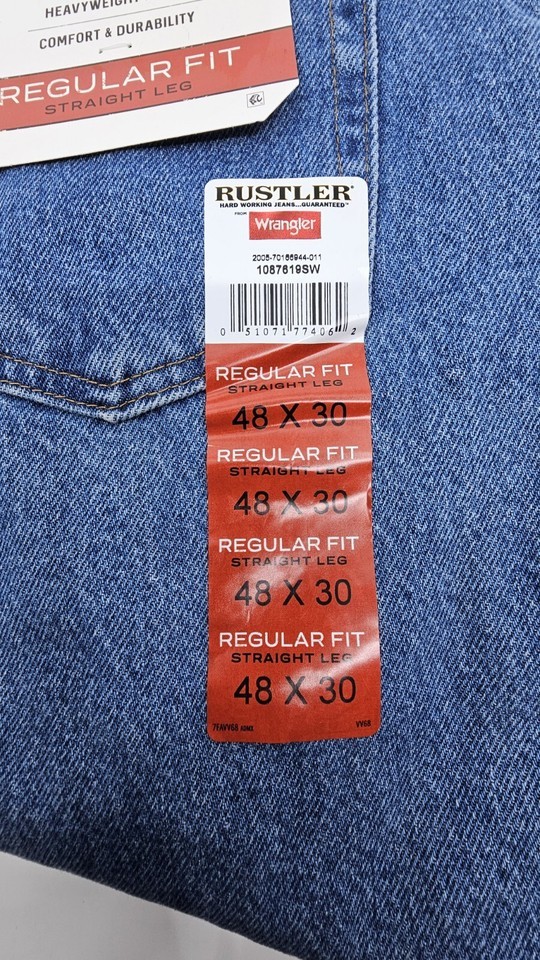 HEAVYWEIGHT
COMFORT & DURABILITY
REGULAR FIT
STRAIGHT LEG
RUSTLER
HARD WORKING JEANS...GUARANTEED™
FROM
Wrangler
2005-70166944-011
1087619SW
0 51071 77406 2
REGULAR FIT
STRAIGHT LEG
48 X 30
REGULAR FIT
STRAIGHT LEG
48 X 30
REGULAR FIT
STRAIGHT LEG
48 X 30
REGULAR FIT
STRAIGHT LEG
48 X 30
7FAVV68
VV68